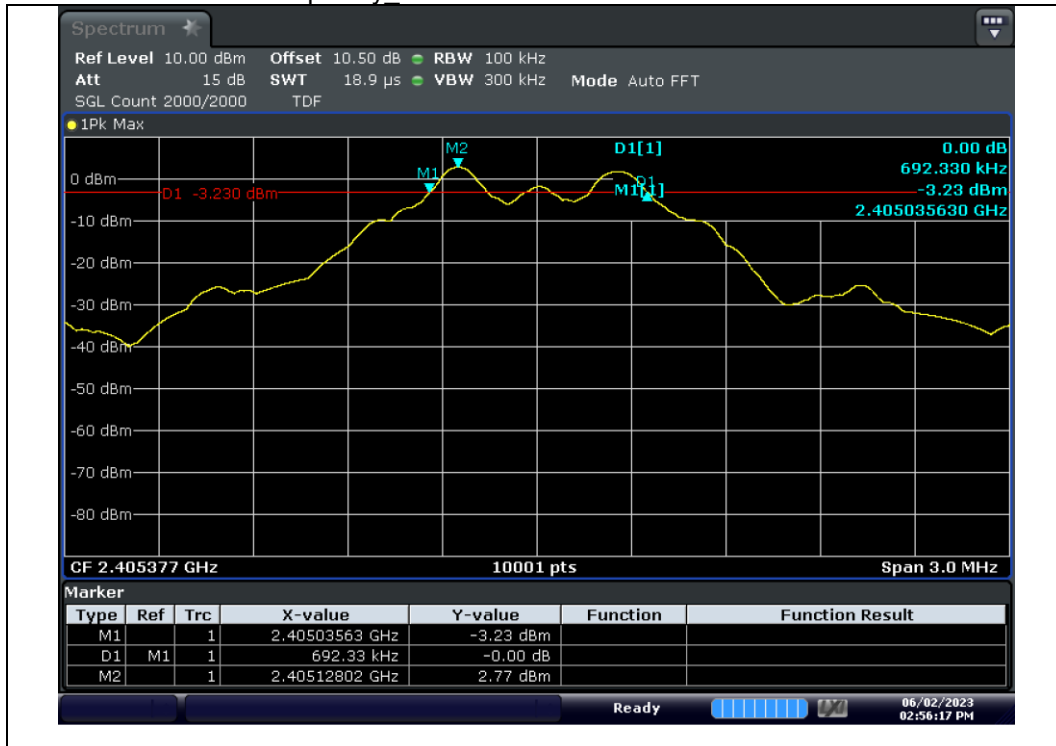 Spectrum
Ref Level 10.00 dBm Offset 10.50 dB RBW 100 kHz
Att 15 dB SWT 18.9 µs VBW 300 kHz Mode Auto FFT
SGL Count 2000/2000 TDF
1Pk Max
M2 D1[1] 0.00 dB
M1 692.330 kHz
0 dBm
D1
D1 -3.230 dBm M1[1] -3.23 dBm
2.405035630 GHz
-10 dBm
-20 dBm
-30 dBm
-40 dBm
-50 dBm
-60 dBm
-70 dBm
-80 dBm
CF 2.405377 GHz 10001 pts Span 3.0 MHz
Marker
Type Ref Trc X-value Y-value Function Function Result
M1 1 2.40503563 GHz -3.23 dBm
D1 M1 1 692.33 kHz -0.00 dB
M2 1 2.40512802 GHz 2.77 dBm
Ready 06/02/2023
02:56:17 PM